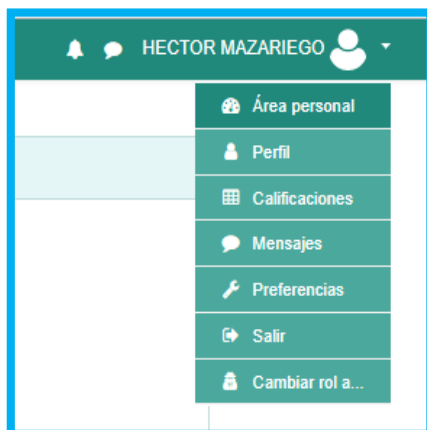 HECTOR MAZARIEGO
Área personal
Perfil
Calificaciones
Mensajes
Preferencias
Salir
Cambiar rol a...